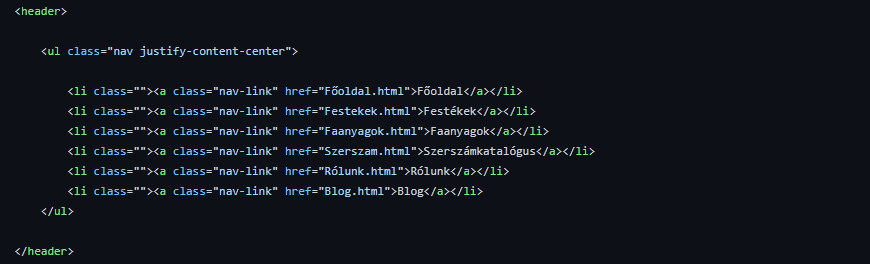 <header>
<ul class="nav justify-content-center">
<li class=""><a class="nav-link" href="Főoldal.html">Főoldal</a></li>
<li class=""><a class="nav-link" href="Festekek.html">Festékek</a></li>
<li class=""><a class="nav-link" href="Faanyagok.html">Faanyagok</a></li>
<li class=""><a class="nav-link" href="Szerszam.html">Szerszámkatalógus</a></li>
<li class=""><a class="nav-link" href="Rólunk.html">Rólunk</a></li>
<li class=""><a class="nav-link" href="Blog.html">Blog</a></li>
</ul>
</header>